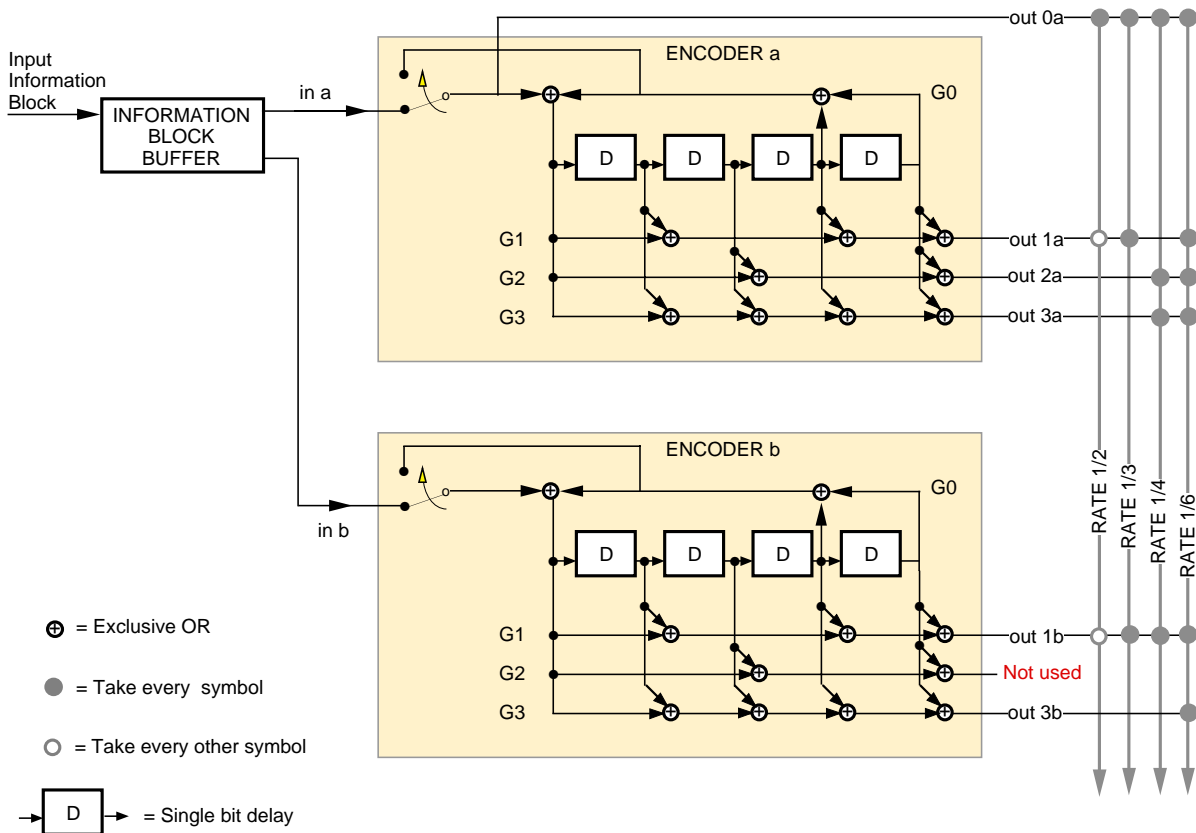 out 0a
Input
Information
Block
ENCODER a
in a
INFORMATION
BLOCK
BUFFER
G0
D
D
D
D
G1
out 1a
G2
out 2a
G3
out 3a
ENCODER b
in b
G0
D
D
D
D
RATE 1/2
RATE 1/3
RATE 1/4
RATE 1/6
= Exclusive OR
G1
out 1b
G2
Not used
= Take every symbol
G3
out 3b
= Take every other symbol
D
= Single bit delay